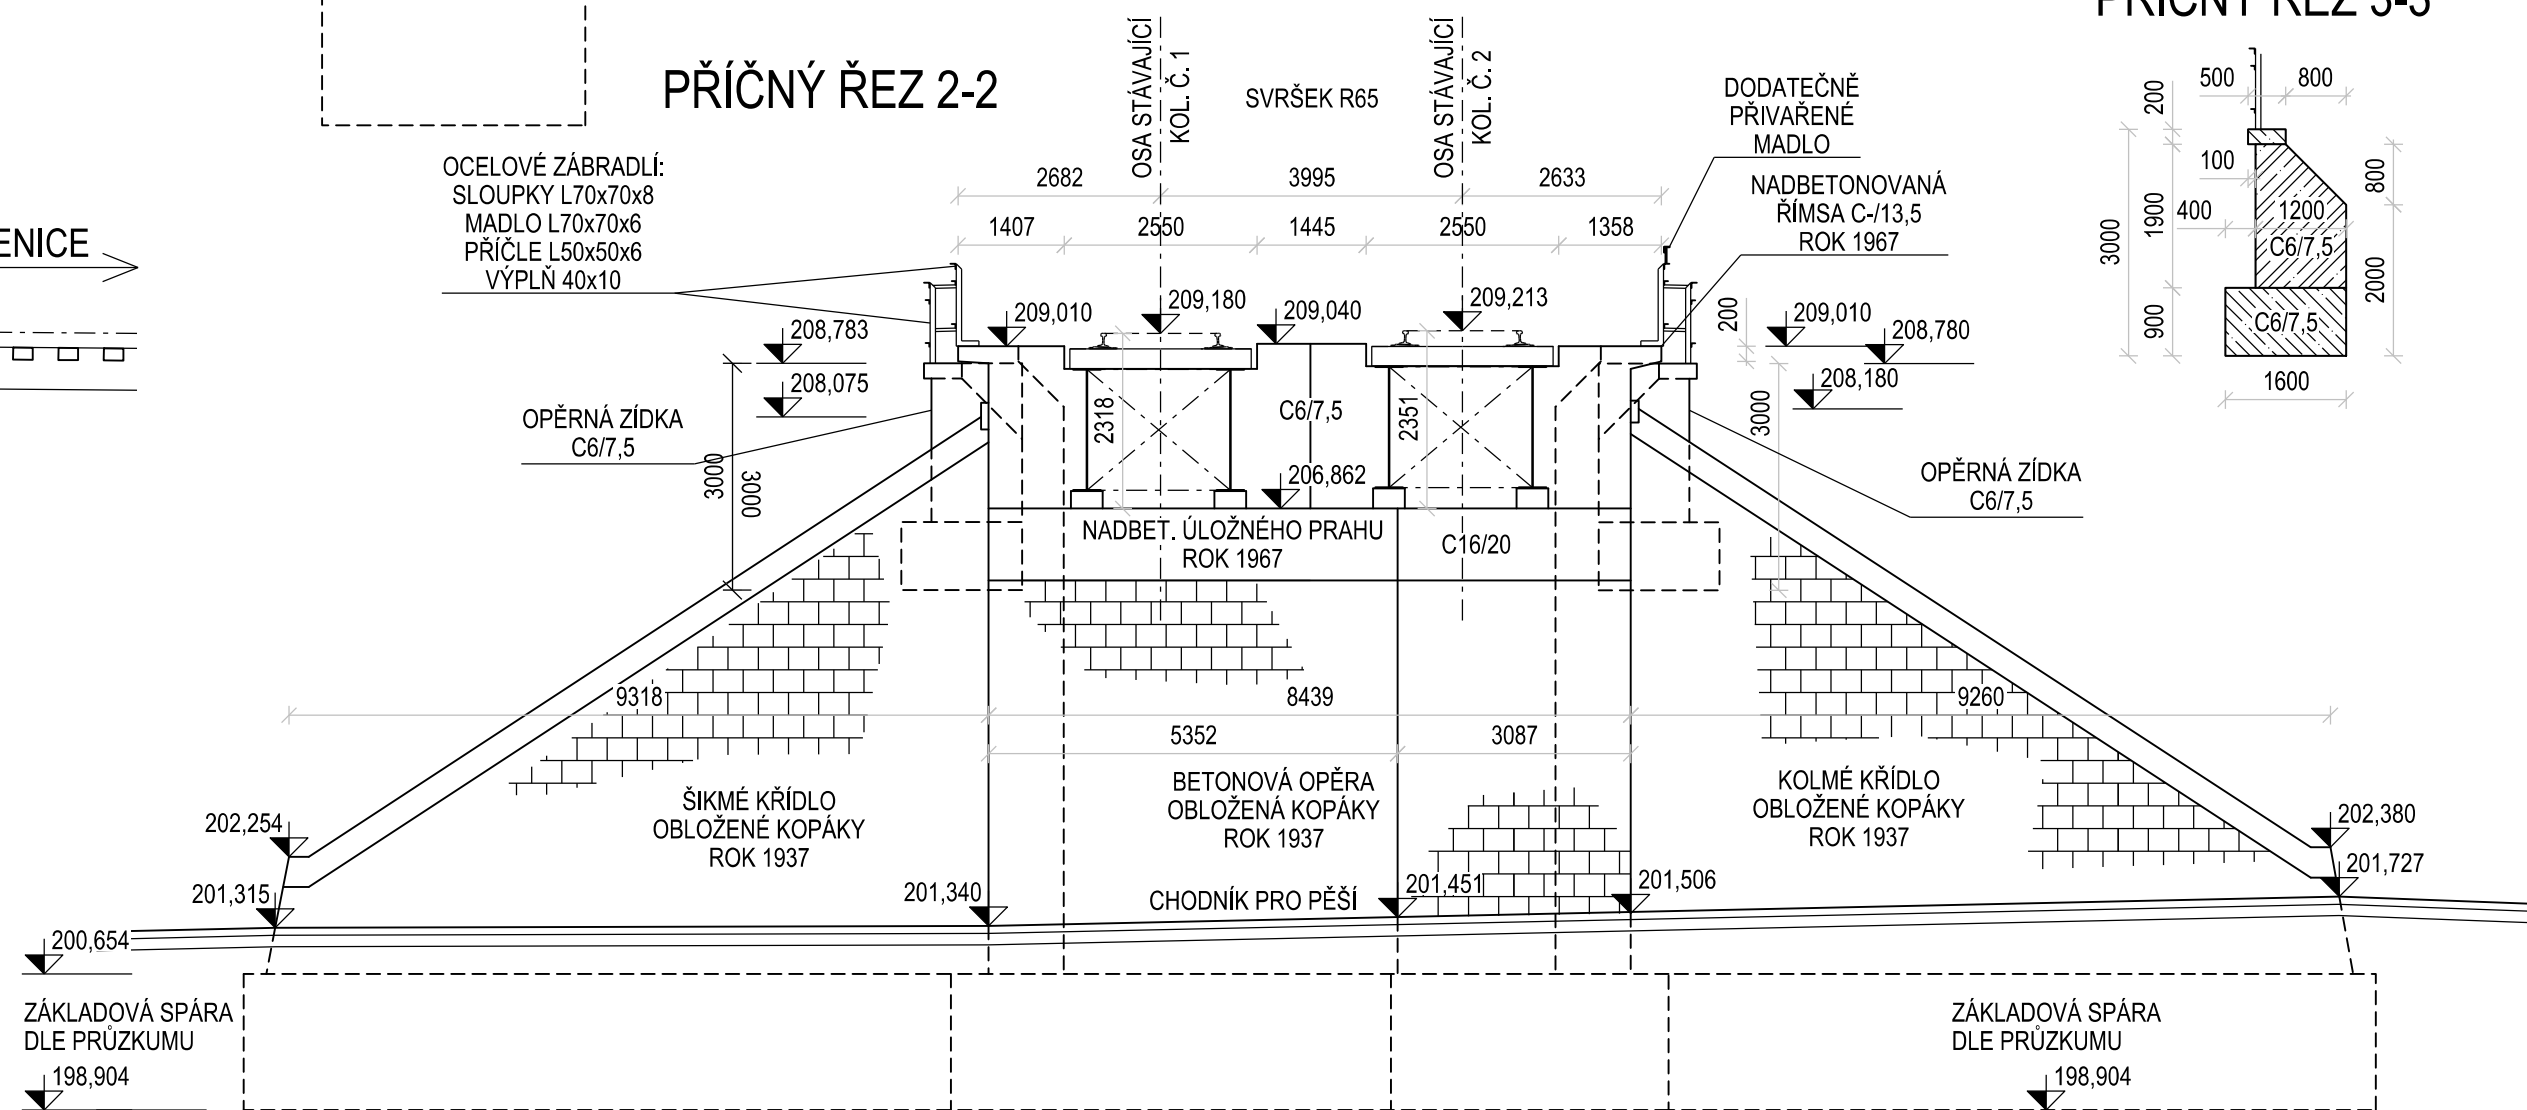 PŘÍČNÝ ŘEZ 2-2
PŘÍČNÝ ŘEZ 3-3
ENICE
OSA STÁVAJÍCÍ
KOL. Č. 1
SVRŠEK R65
OSA STÁVAJÍCÍ
KOL. Č. 2
DODATEČNĚ
PŘIVAŘENÉ
MADLO
OCELOVÉ ZÁBRADLÍ:
SLOUPKY L70x70x8
MADLO L70x70x6
PŘÍČLE L50x50x6
VÝPLŇ 40x10
NADBETONOVANÁ
ŘÍMSA C-/13,5
ROK 1967
2682
3995
2633
1407
2550
1445
2550
1358
209,010
209,180
209,040
209,213
200
209,010
208,780
208,783
208,075
208,180
OPĚRNÁ ZÍDKA
C6/7,5
3000
3000
2318
C6/7,5
2351
206,862
3000
OPĚRNÁ ZÍDKA
C6/7,5
NADBET. ÚLOŽNÉHO PRAHU
ROK 1967
C16/20
9318
8439
9260
5352
3087
ŠIKMÉ KŘÍDLO
OBLOŽENÉ KOPÁKY
ROK 1937
BETONOVÁ OPĚRA
OBLOŽENÁ KOPÁKY
ROK 1937
KOLMÉ KŘÍDLO
OBLOŽENÉ KOPÁKY
ROK 1937
202,254
202,380
201,315
201,340
CHODNÍK PRO PĚŠÍ
201,451
201,506
201,727
200,654
ZÁKLADOVÁ SPÁRA
DLE PRŮZKUMU
198,904
ZÁKLADOVÁ SPÁRA
DLE PRŮZKUMU
198,904
500
800
200
100
800
3000
1900
400
1200
C6/7,5
2000
900
C6/7,5
1600